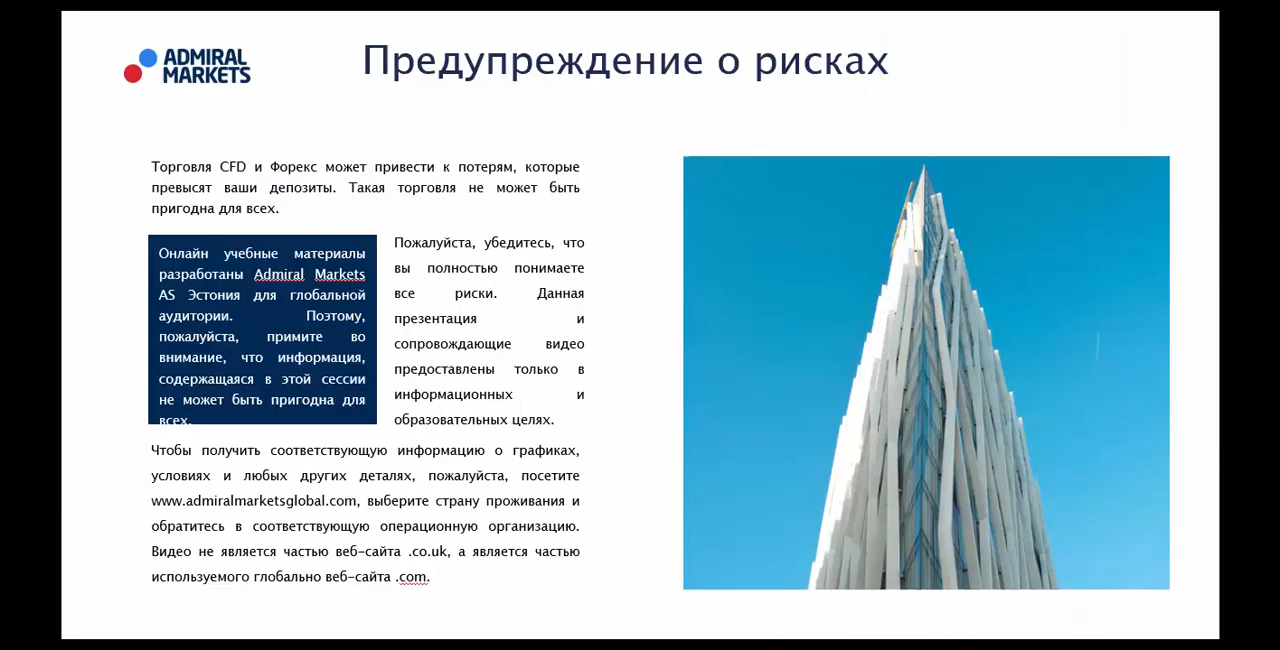 ADMIRAL
MARKETS
Предупреждение о рисках
Торговля CFD и Форекс может привести к потерям, которые
превысят ваши депозиты. Такая торговля не может быть
пригодна для всех.
Онлайн учебные материалы
разработаны Admiral Markets
AS Эстония для глобальной
аудитории. Поэтому,
пожалуйста, примите во
внимание, что информация,
содержащаяся в этой сессии
не может быть пригодна для
всех.
Пожалуйста, убедитесь, что
вы полностью понимаете
все риски. Данная
презентация и
сопровождающие видео
предоставлены только в
информационных и
образовательных целях.
Чтобы получить соответствующую информацию о графиках,
условиях и любых других деталях, пожалуйста, посетите
www.admiralmarketsglobal.com, выберите страну проживания и
обратитесь в соответствующую операционную организацию.
Видео не является частью веб-сайта .co.uk, а является частью
используемого глобально веб-сайта .com.